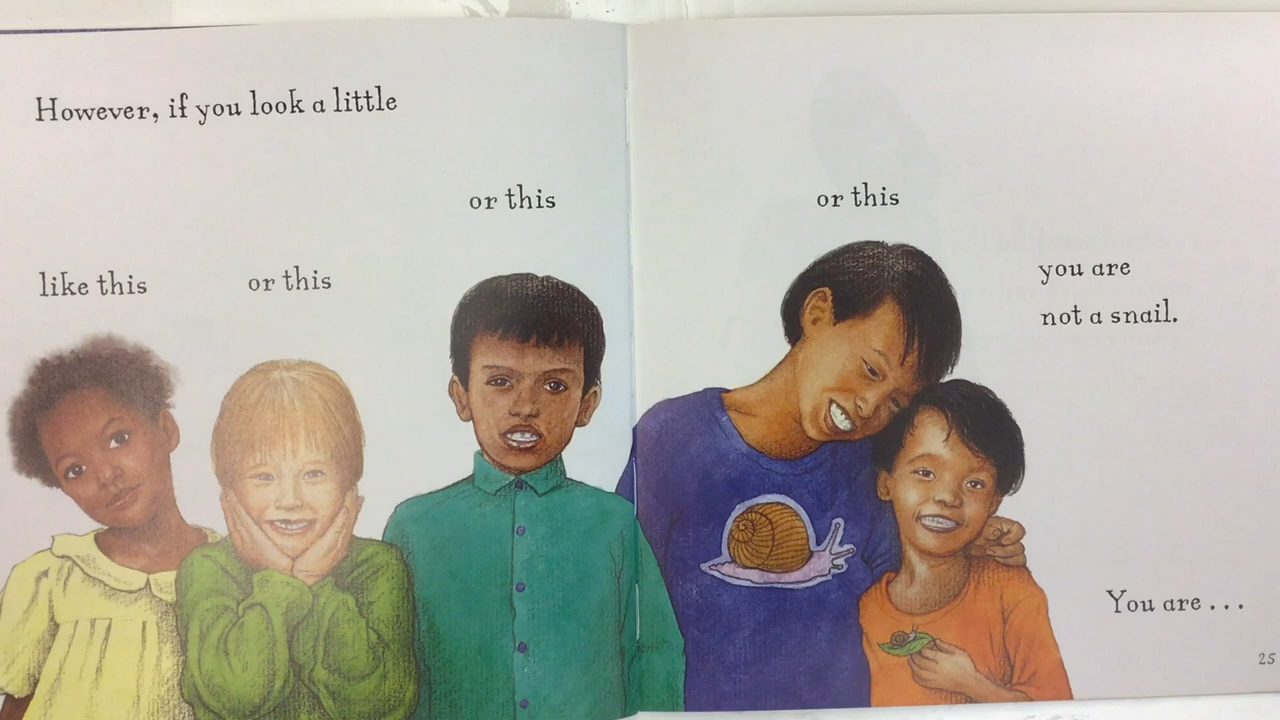 However, if you look a little
like this
or this
or this
or this
you are
not a snail.
You are . . .
25